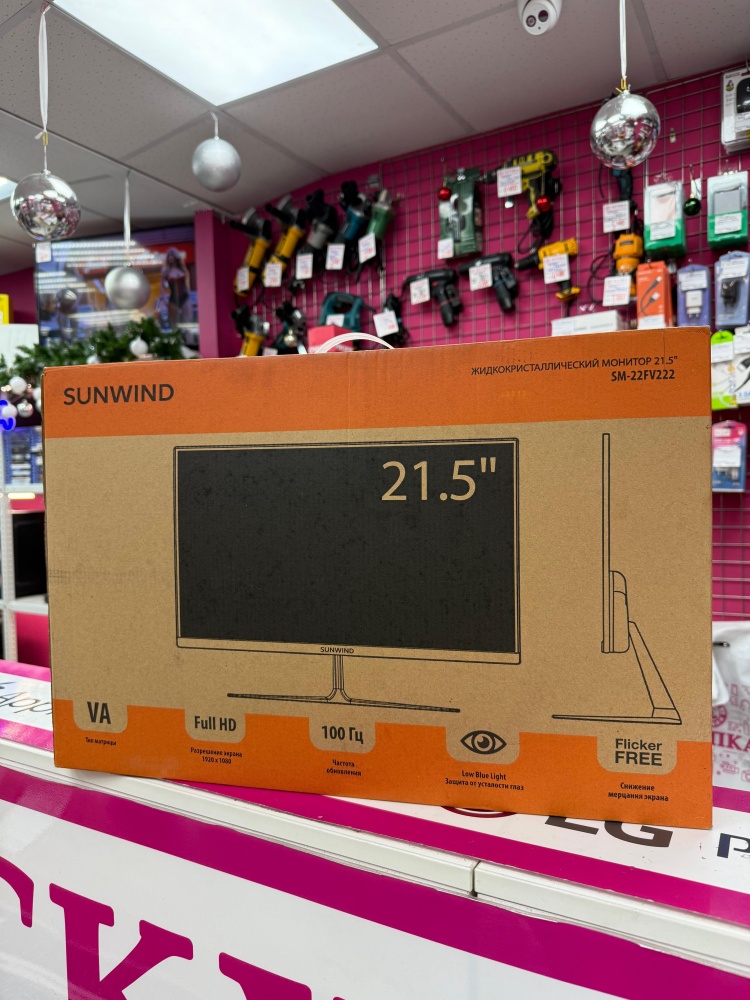 SUNWIND
ЖИДКОКРИСТАЛЛИЧЕСКИЙ МОНИТОР 21.5"
SM-22FV222
21.5"
SUNWIND
VA
Тип матрицы
Full HD
Разрешение экрана
1920 x 1080
100 Гц
Частота
обновления
Low Blue Light
Защита от усталости глаз
Flicker
FREE
Снижение
мерцания экрана
LG